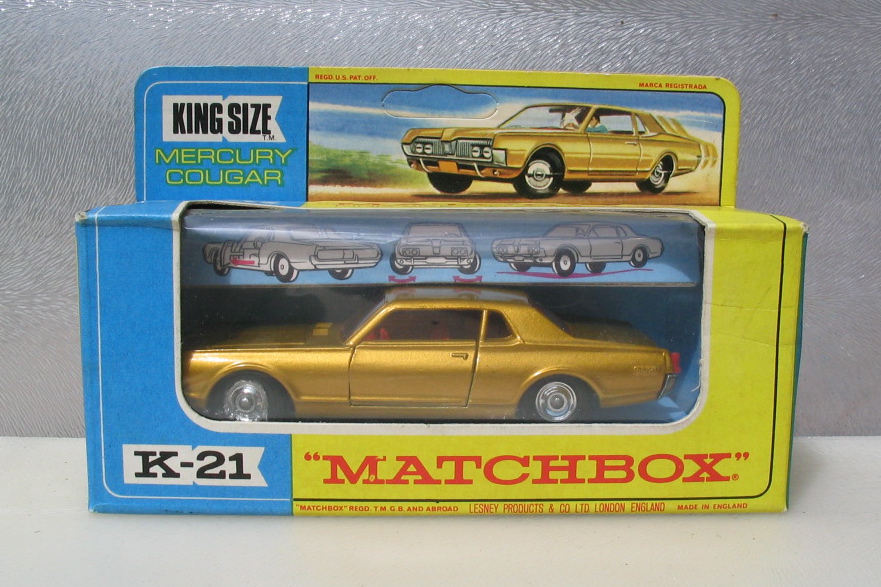 REGD. U.S. PAT. OFF.
MARCA REGISTRADA
KING SIZE
T.M.
MERCURY
COUGAR
K-21
"MATCHBOX"®
"MATCHBOX" REGD. T.M. G.B. AND ABROAD LESNEY PRODUCTS & CO LTD LONDON ENGLAND MADE IN ENGLAND